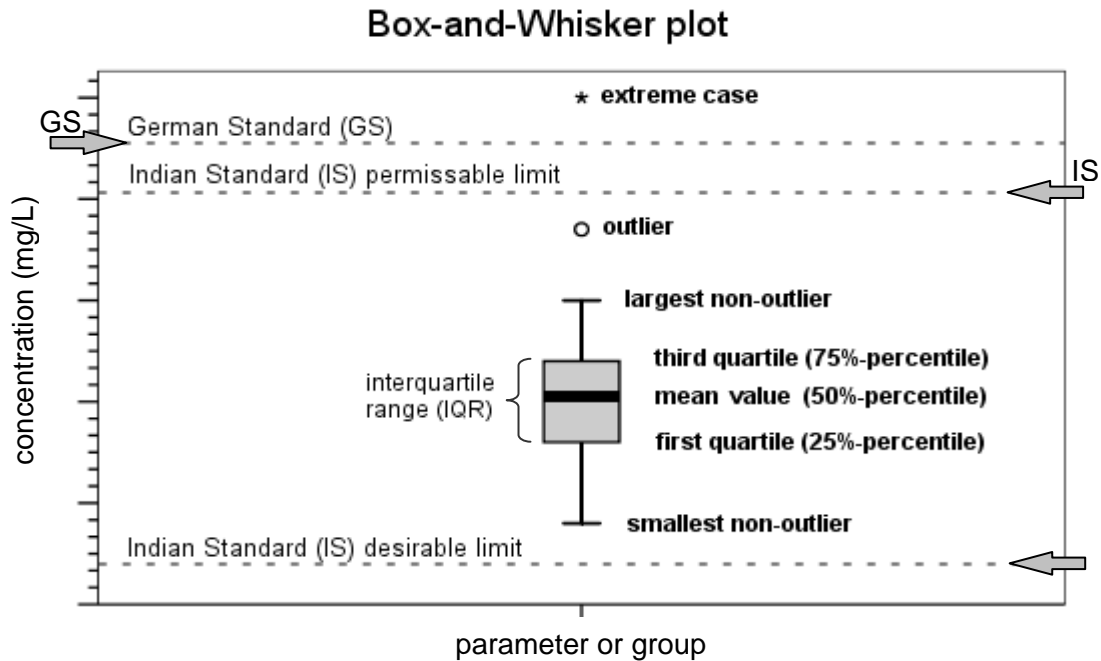 Box-and-Whisker plot
* extreme case
GS
German Standard (GS)
Indian Standard (IS) permissable limit
IS
outlier
largest non-outlier
third quartile (75%-percentile)
interquartile
range (IQR)
mean value (50%-percentile)
first quartile (25%-percentile)
smallest non-outlier
Indian Standard (IS) desirable limit
concentration (mg/L)
parameter or group